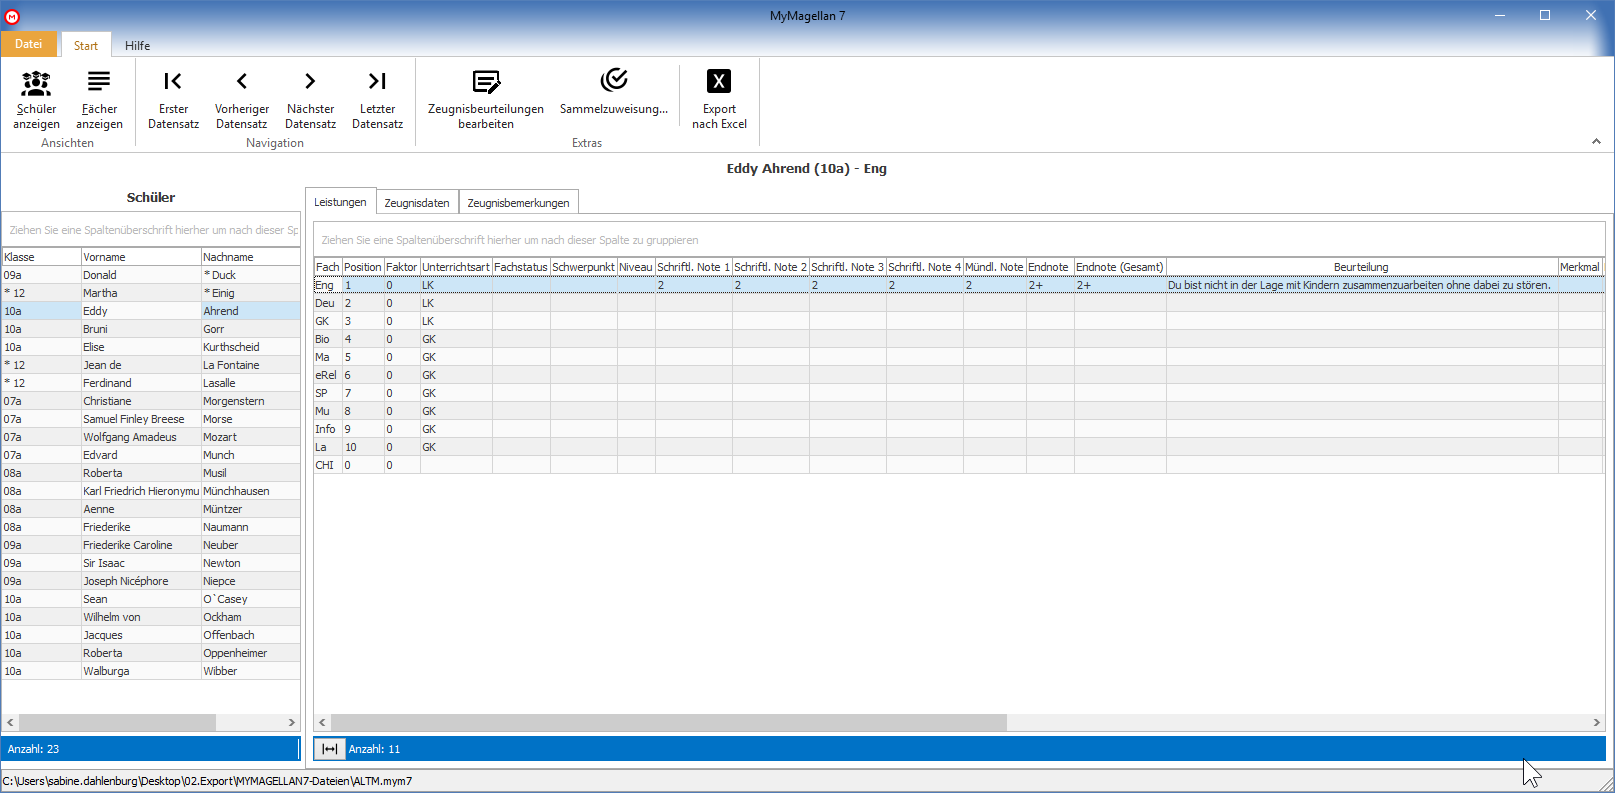 MyMagellan 7
Datei Start Hilfe
Schüler anzeigen
Fächer anzeigen
Ansichten
Erster Datensatz
Vorheriger Datensatz
Nächster Datensatz
Letzter Datensatz
Navigation
Zeugnisbeurteilungen bearbeiten
Sammelzuweisung...
Extras
X
Export nach Excel
Eddy Ahrend (10a) - Eng
Schüler
Ziehen Sie eine Spaltenüberschrift hierher um nach dieser Sp
Klasse Vorname Nachname
09a Donald * Duck
* 12 Martha * Einig
10a Eddy Ahrend
10a Bruni Gorr
10a Elise Kurthscheid
* 12 Jean de La Fontaine
* 12 Ferdinand Lasalle
07a Christiane Morgenstern
07a Samuel Finley Breese Morse
07a Wolfgang Amadeus Mozart
07a Edvard Munch
08a Roberta Musil
08a Karl Friedrich Hieronymu Münchhausen
08a Aenne Müntzer
08a Friederike Naumann
09a Friederike Caroline Neuber
09a Sir Isaac Newton
09a Joseph Nicéphore Niepce
10a Sean O`Casey
10a Wilhelm von Ockham
10a Jacques Offenbach
10a Roberta Oppenheimer
10a Walburga Wibber
Anzahl: 23
Leistungen Zeugnisdaten Zeugnisbemerkungen
Ziehen Sie eine Spaltenüberschrift hierher um nach dieser Spalte zu gruppieren
Fach Position Faktor Unterrichtsart Fachstatus Schwerpunkt Niveau Schriftl. Note 1 Schriftl. Note 2 Schriftl. Note 3 Schriftl. Note 4 Mündl. Note Endnote Endnote (Gesamt) Beurteilung Merkmal
Eng 1 0 LK 2 2 2 2 2 2+ 2+ Du bist nicht in der Lage mit Kindern zusammenzuarbeiten ohne dabei zu stören.
Deu 2 0 LK
GK 3 0 LK
Bio 4 0 GK
Ma 5 0 GK
eRel 6 0 GK
SP 7 0 GK
Mu 8 0 GK
Info 9 0 GK
La 10 0 GK
CHI 0 0
Anzahl: 11
C:\Users\sabine.dahlenburg\Desktop\02.Export\MYMAGELLAN7-Dateien\ALTM.mym7